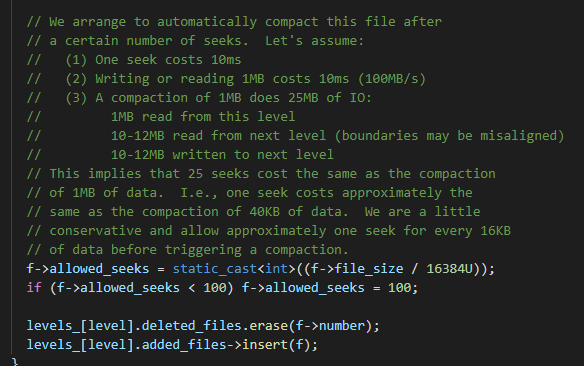 // We arrange to automatically compact this file after
// a certain number of seeks.  Let's assume:
//   (1) One seek costs 10ms
//   (2) Writing or reading 1MB costs 10ms (100MB/s)
//   (3) A compaction of 1MB does 25MB of IO:
//         1MB read from this level
//         10-12MB read from next level (boundaries may be misaligned)
//         10-12MB written to next level
// This implies that 25 seeks cost the same as the compaction
// of 1MB of data.  I.e., one seek costs approximately the
// same as the compaction of 40KB of data.  We are a little
// conservative and allow approximately one seek for every 16KB
// of data before triggering a compaction.
f->allowed_seeks = static_cast<int>((f->file_size / 16384U));
if (f->allowed_seeks < 100) f->allowed_seeks = 100;

levels_[level].deleted_files.erase(f->number);
levels_[level].added_files->insert(f);
}